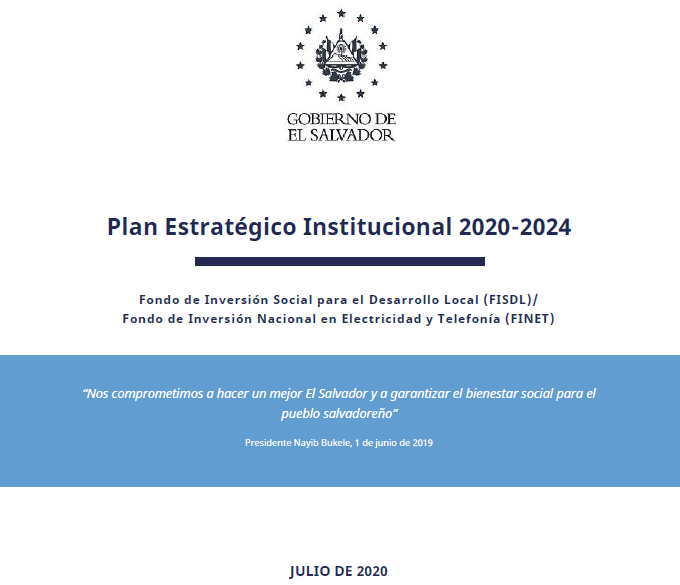 GOBIERNO DE
EL SALVADOR
Plan Estratégico Institucional 2020-2024
Fondo de Inversión Social para el Desarrollo Local (FISDL)/
Fondo de Inversión Nacional en Electricidad y Telefonía (FINET)
“Nos comprometimos a hacer un mejor El Salvador y a garantizar el bienestar social para el
pueblo salvadoreño”
Presidente Nayib Bukele, 1 de junio de 2019
JULIO DE 2020